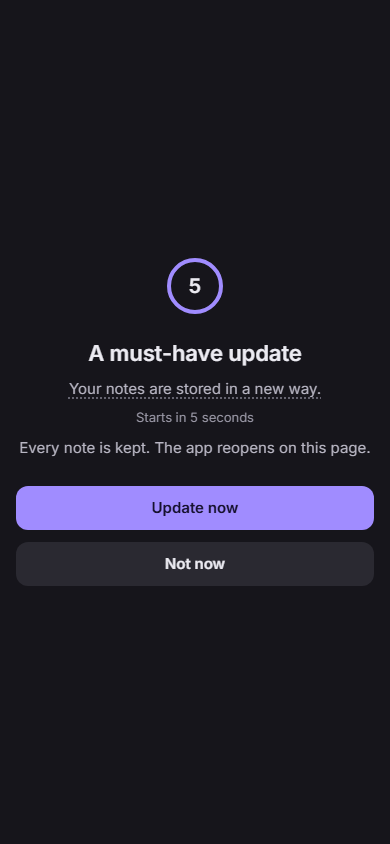 5
A must-have update
Your notes are stored in a new way.
Starts in 5 seconds
Every note is kept. The app reopens on this page.
Update now
Not now